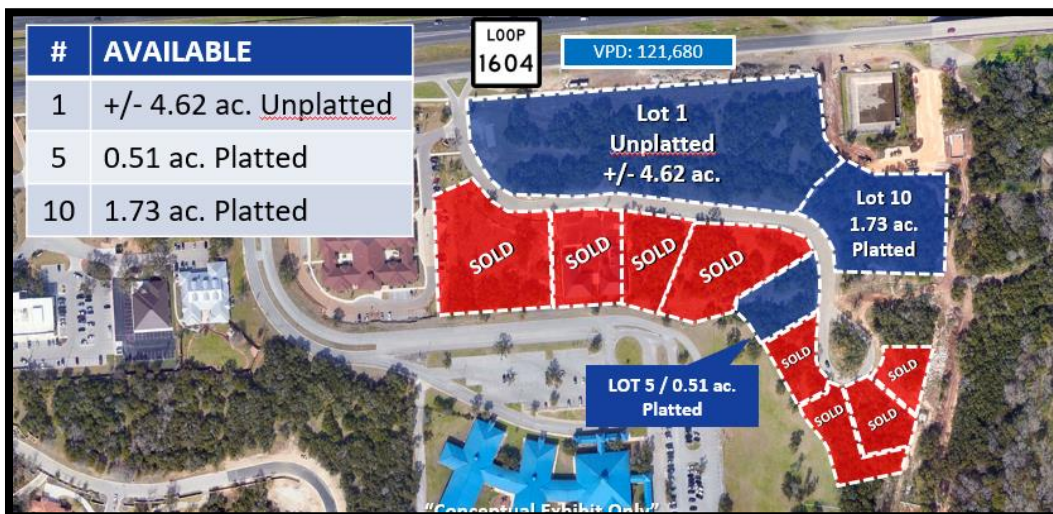 # AVAILABLE
1 +/- 4.62 ac. Unplatted
5 0.51 ac. Platted
10 1.73 ac. Platted
LOOP
1604
VPD: 121,680
Lot 1
Unplatted
+/- 4.62 ac.
Lot 10
1.73 ac.
Platted
SOLD
SOLD
SOLD
SOLD
LOT 5 / 0.51 ac.
Platted
SOLD
SOLD
SOLD
SOLD
"Conceptual Exhibit Only"